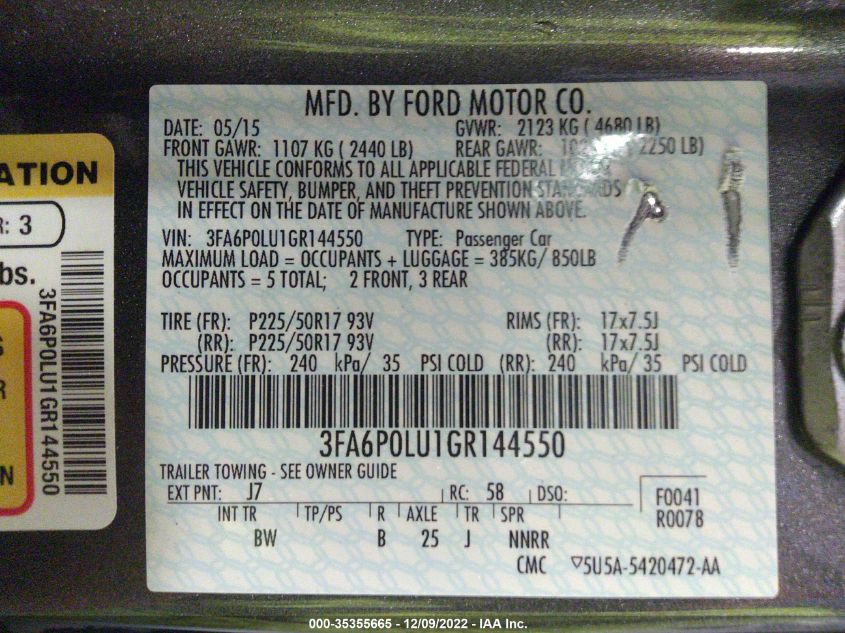 MFD. BY FORD MOTOR CO.
DATE: 05/15 GVWR: 2123 KG ( 4680 LB)
FRONT GAWR: 1107 KG ( 2440 LB) REAR GAWR: 2250 LB)
THIS VEHICLE CONFORMS TO ALL APPLICABLE FEDERAL
VEHICLE SAFETY, BUMPER, AND THEFT PREVENTION STANDARDS
IN EFFECT ON THE DATE OF MANUFACTURE SHOWN ABOVE.
VIN: 3FA6P0LU1GR144550 TYPE: Passenger Car
MAXIMUM LOAD = OCCUPANTS + LUGGAGE = 385KG/ 850LB
OCCUPANTS = 5 TOTAL; 2 FRONT, 3 REAR
TIRE (FR): P225/50R17 93V RIMS (FR): 17x7.5J
(RR): P225/50R17 93V (RR): 17x7.5J
PRESSURE (FR): 240 kPa/ 35 PSI COLD (RR): 240 kPa/ 35 PSI COLD
3FA6P0LU1GR144550
TRAILER TOWING - SEE OWNER GUIDE
EXT PNT: J7 RC: 58 DSO: F0041
R0078
INT TR TP/PS R AXLE TR SPR
BW B 25 J NNRR
CMC ▽5U5A-5420472-AA
ATION
R: 3
bs.
3FA6P0LU1GR144550
S
R
N
000-35355665 - 12/09/2022 - IAA Inc.